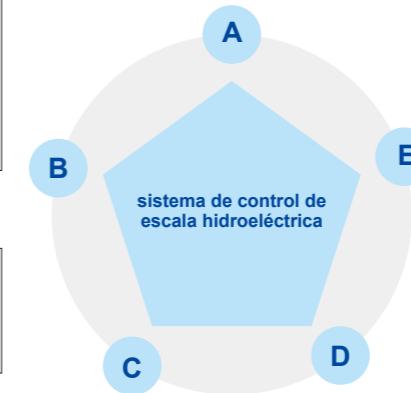 A
B
E
sistema de control de
escala hidroeléctrica
C
D